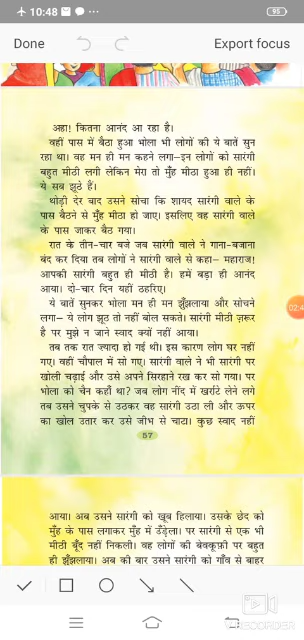 10:48
95
Done
Export focus
अहा! कितना आनंद आ रहा है।
वहीं पास में बैठा हुआ भोला भी लोगों की ये बातें सुन
रहा था। वह मन ही मन कहने लगा–इन लोगों को सारंगी
बहुत मीठी लगी लेकिन मेरा तो मुँह मीठा हुआ ही नहीं।
ये सब झूठे हैं।
थोड़ी देर बाद उसने सोचा कि शायद सारंगी वाले के
पास बैठने से मुँह मीठा हो जाए। इसलिए वह सारंगी वाले
के पास जाकर बैठ गया।
रात के तीन-चार बजे जब सारंगी वाले ने गाना-बजाना
बंद कर दिया तब लोगों ने सारंगी वाले से कहा– महाराज!
आपकी सारंगी बहुत ही मीठी है। हमें बड़ा ही आनंद
आया। दो-चार दिन यहीं ठहरिए।
ये बातें सुनकर भोला मन ही मन झुँझलाया और सोचने
लगा– ये लोग झूठ तो नहीं बोल सकते। सारंगी मीठी ज़रूर
है पर मुझे न जाने स्वाद क्यों नहीं आया।
02:4
तब तक रात ज्यादा हो गई थी। इस कारण लोग घर नहीं
गए। वहीं चौपाल में सो गए। सारंगी वाले ने भी सारंगी पर
खोली चढ़ाई और उसे अपने सिरहाने रख कर सो गया। पर
भोला को चैन कहाँ था? जब लोग नींद में खर्राटे लेने लगे
तब उसने चुपके से उठकर वह सारंगी उठा ली और ऊपर
का खोल उतार कर उसे जीभ से चाटा। कुछ स्वाद नहीं
57
आया। अब उसने सारंगी को खूब हिलाया। उसके छेद को
मुँह के पास लगाकर मुँह में उँडेला। पर सारंगी से एक भी
मीठी बूँद नहीं निकली। वह लोगों की बेवकूफ़ी पर बहुत
ही झुँझलाया। अब की बार उसने सारंगी को गाँव से बाहर
RECORDER